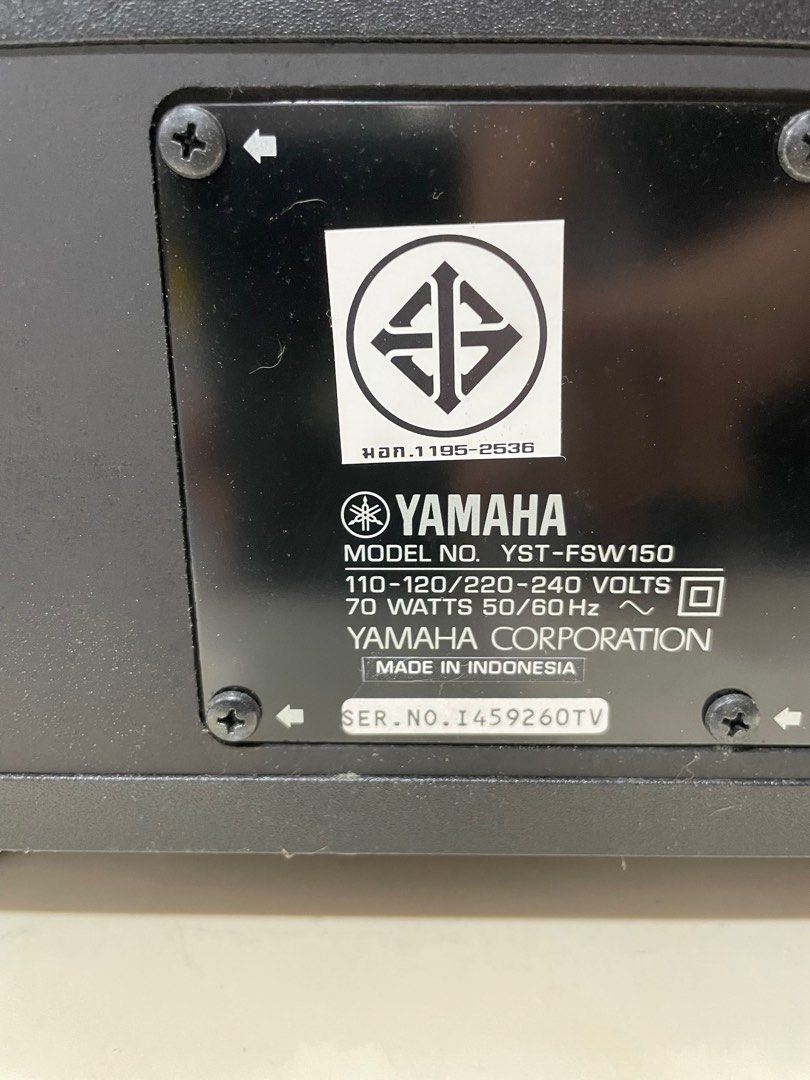 มอก.1195-2536
YAMAHA
MODEL NO. YST-FSW150
110-120/220-240 VOLTS
70 WATTS 50/60Hz ~
YAMAHA CORPORATION
MADE IN INDONESIA
SER.NO.I459260TV